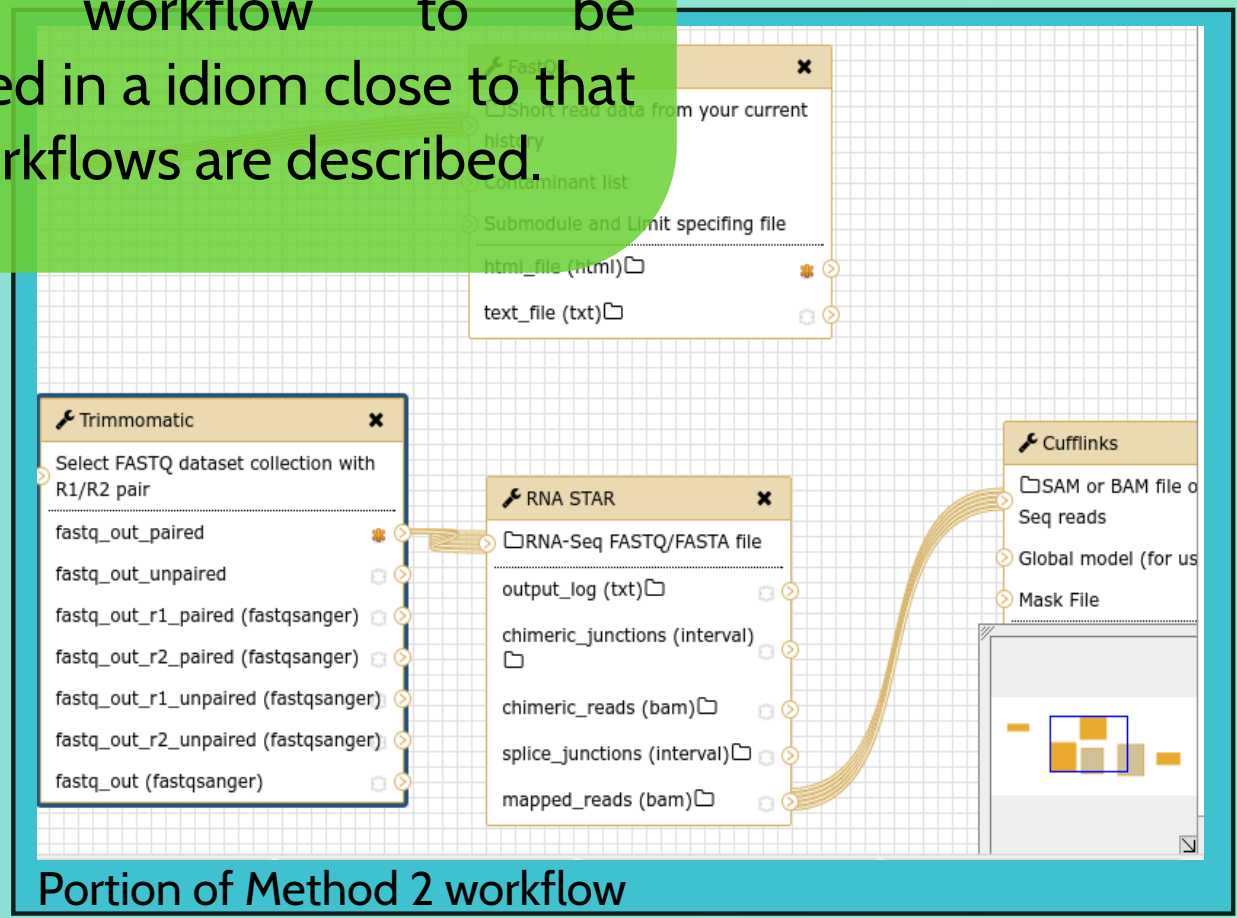 workflow to be
in a idiom close to that
are described.
FastQC
Short read data from your current
history
Contaminant list
Submodule and Limit specifing file
html_file (html)
text_file (txt)
Trimmomatic
Select FASTQ dataset collection with
R1/R2 pair
fastq_out_paired
fastq_out_unpaired
fastq_out_r1_paired (fastqsanger)
fastq_out_r2_paired (fastqsanger)
fastq_out_r1_unpaired (fastqsanger)
fastq_out_r2_unpaired (fastqsanger)
fastq_out (fastqsanger)
RNA STAR
RNA-Seq FASTQ/FASTA file
output_log (txt)
chimeric_junctions (interval)
chimeric_reads (bam)
splice_junctions (interval)
mapped_reads (bam)
Cufflinks
SAM or BAM file
Seq reads
Global model (for
Mask File
Portion of Method 2 workflow